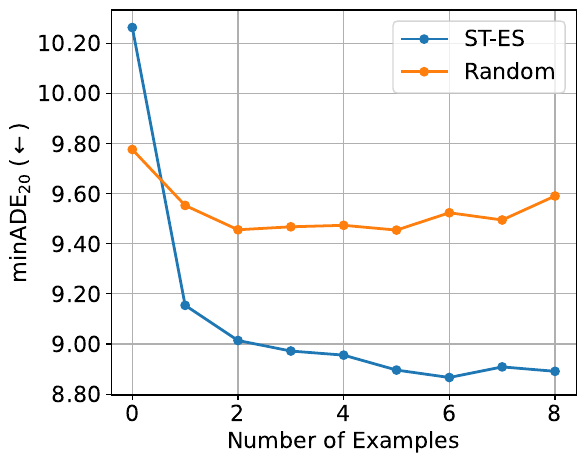 10.20
10.00
9.80
9.60
9.40
9.20
9.00
8.80
minADE₂₀ (←)
ST-ES
Random
0 2 4 6 8
Number of Examples